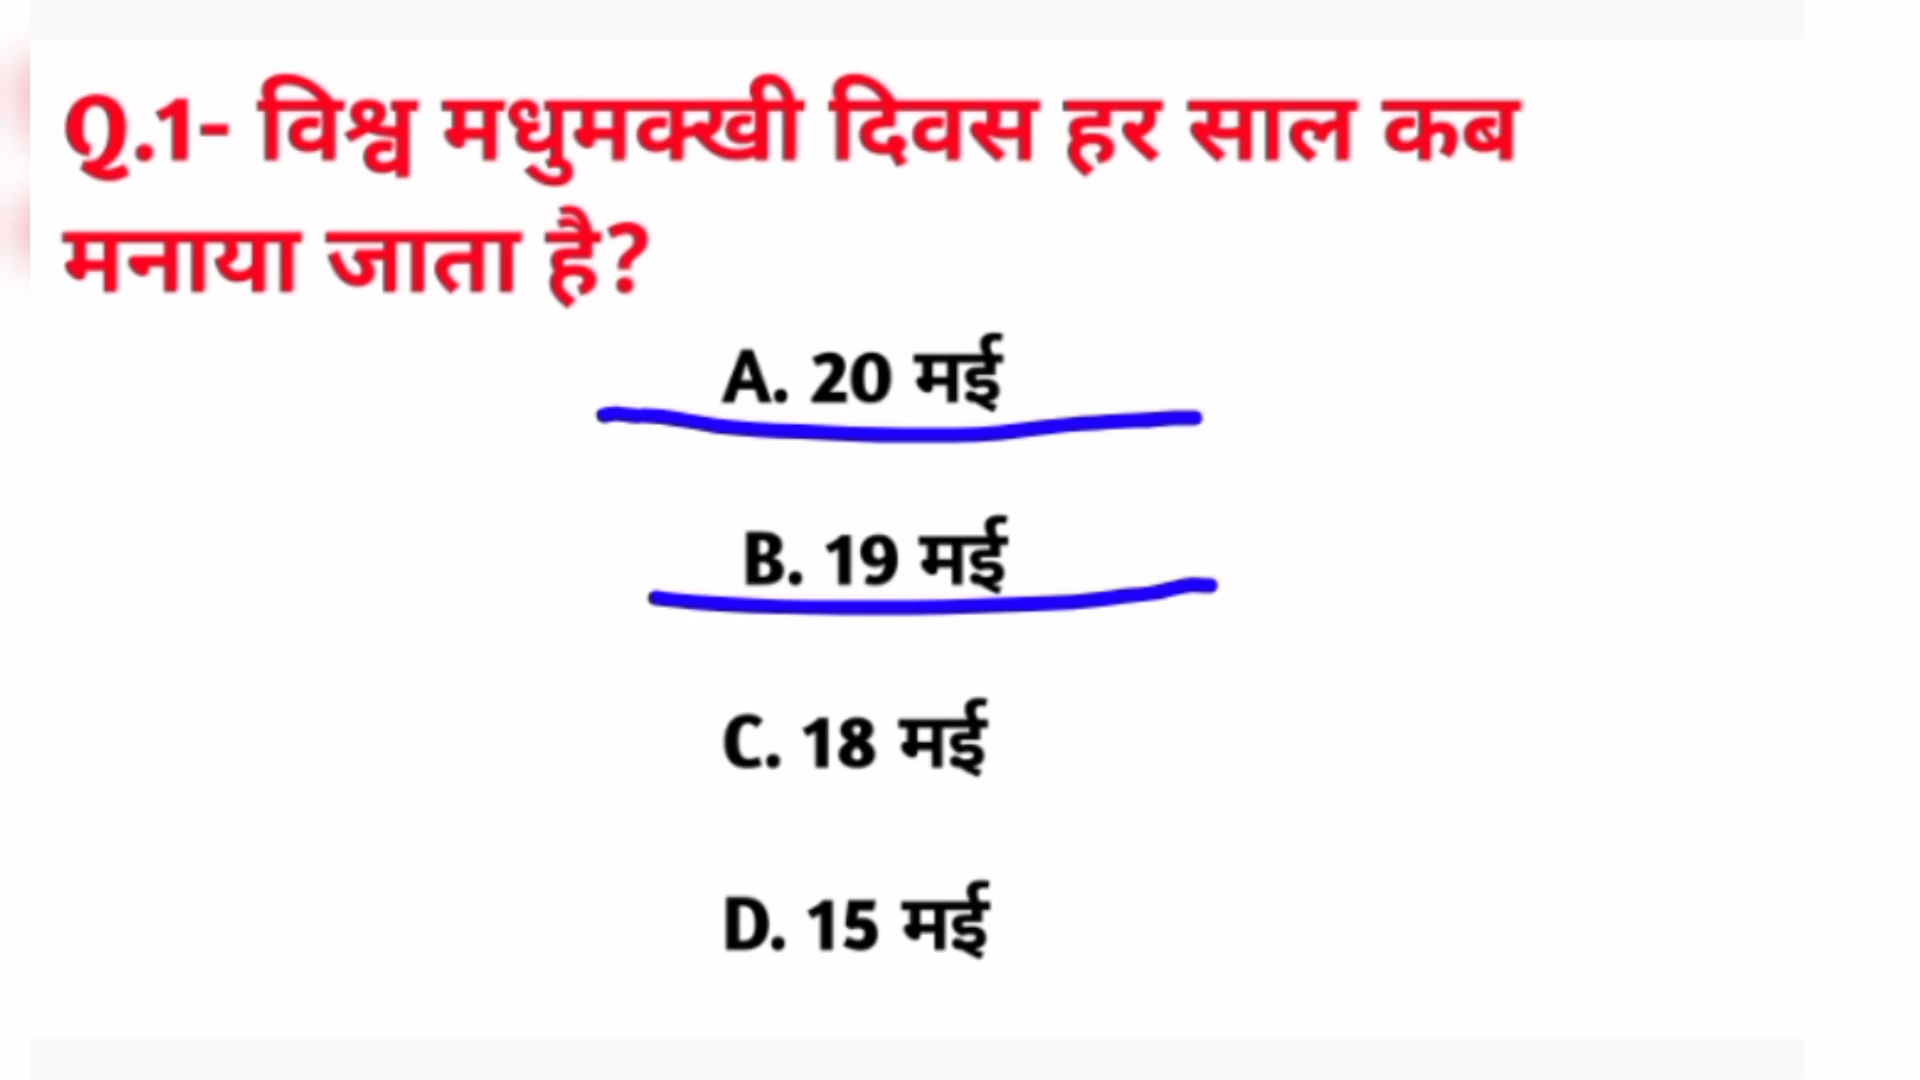 Q.1- विश्व मधुमक्खी दिवस हर साल कब
मनाया जाता है?
A. 20 मई
B. 19 मई
C. 18 मई
D. 15 मई